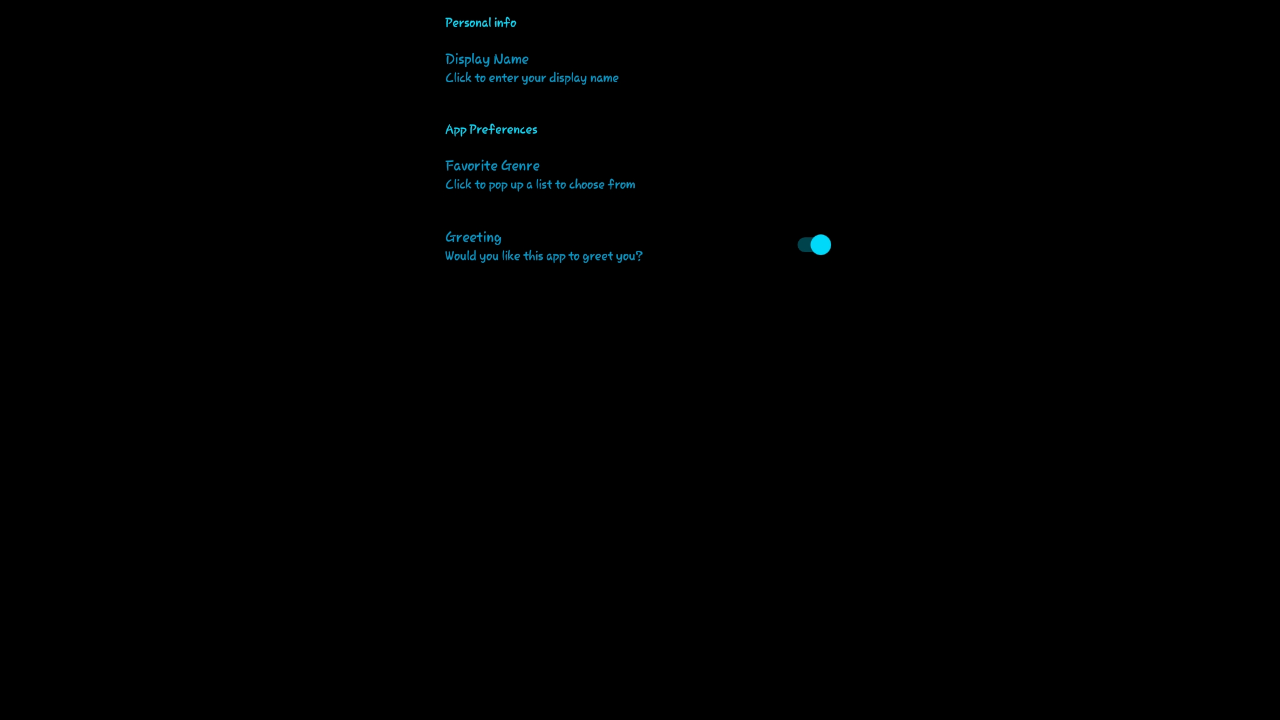 Personal info
Display Name
Click to enter your display name
App Preferences
Favorite Genre
Click to pop up a list to choose from
Greeting
Would you like this app to greet you?